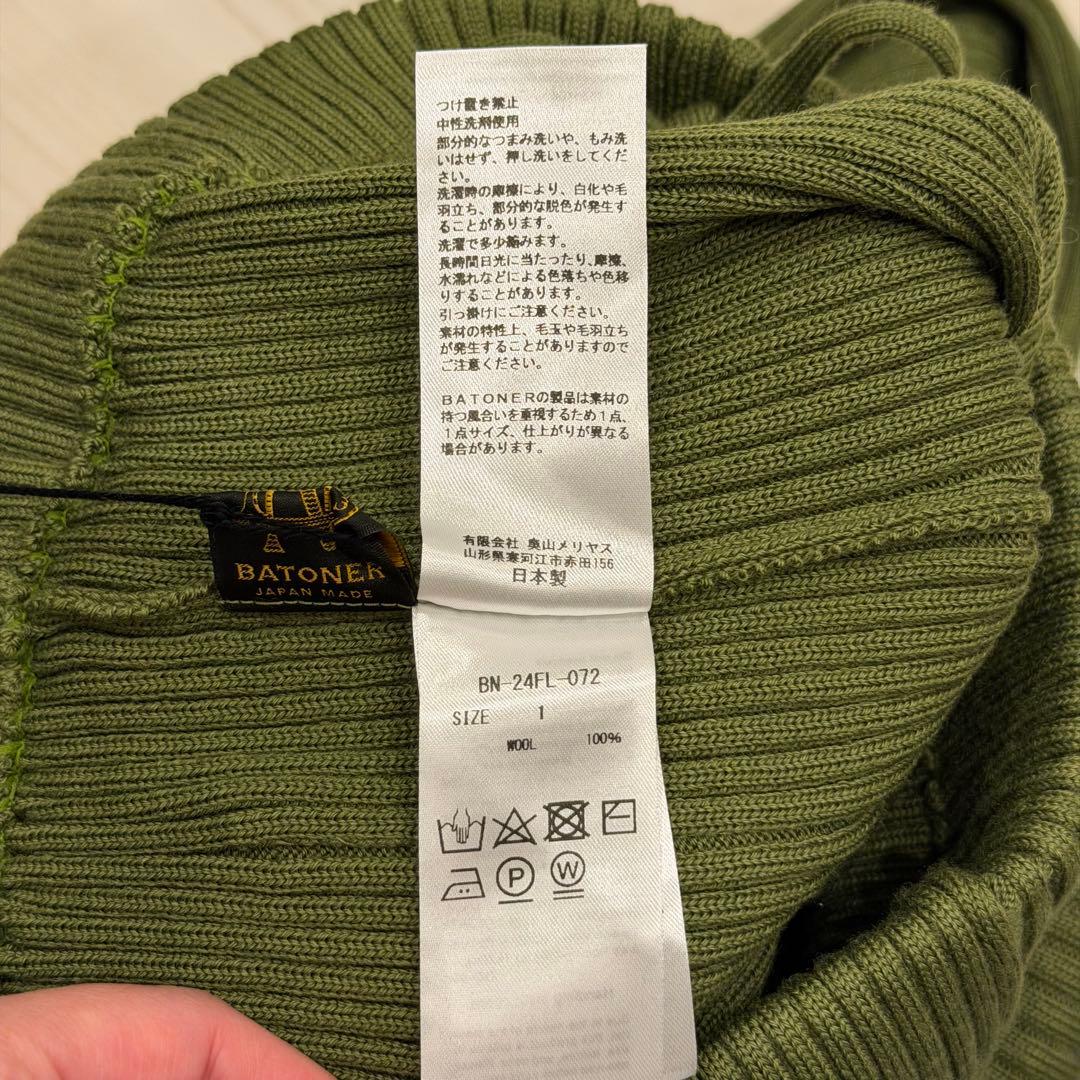 つけ置き禁止
中性洗剤使用
部分的なつまみ洗いや、もみ洗
いはせず、押し洗いをしてくだ
さい。
洗濯時の摩擦により、白化や毛
羽立ち、部分的な脱色が発生す
ることがあります。
洗濯で多少縮みます。
長時間日光に当たったり、摩擦、
水濡れなどによる色落ちや色移
りすることがあります。
引っ掛けにご注意ください。
素材の特性上、毛玉や毛羽立ち
が発生することがありますので
ご注意ください。
BATONERの製品は素材の
持つ風合いを重視するため1点、
1点サイズ、仕上がりが異なる
場合があります。
有限会社 奥山メリヤス
山形県寒河江市赤田156
日本製
BATONER
JAPAN MADE
BN-24FL-072
SIZE 1
WOOL 100%
P
W